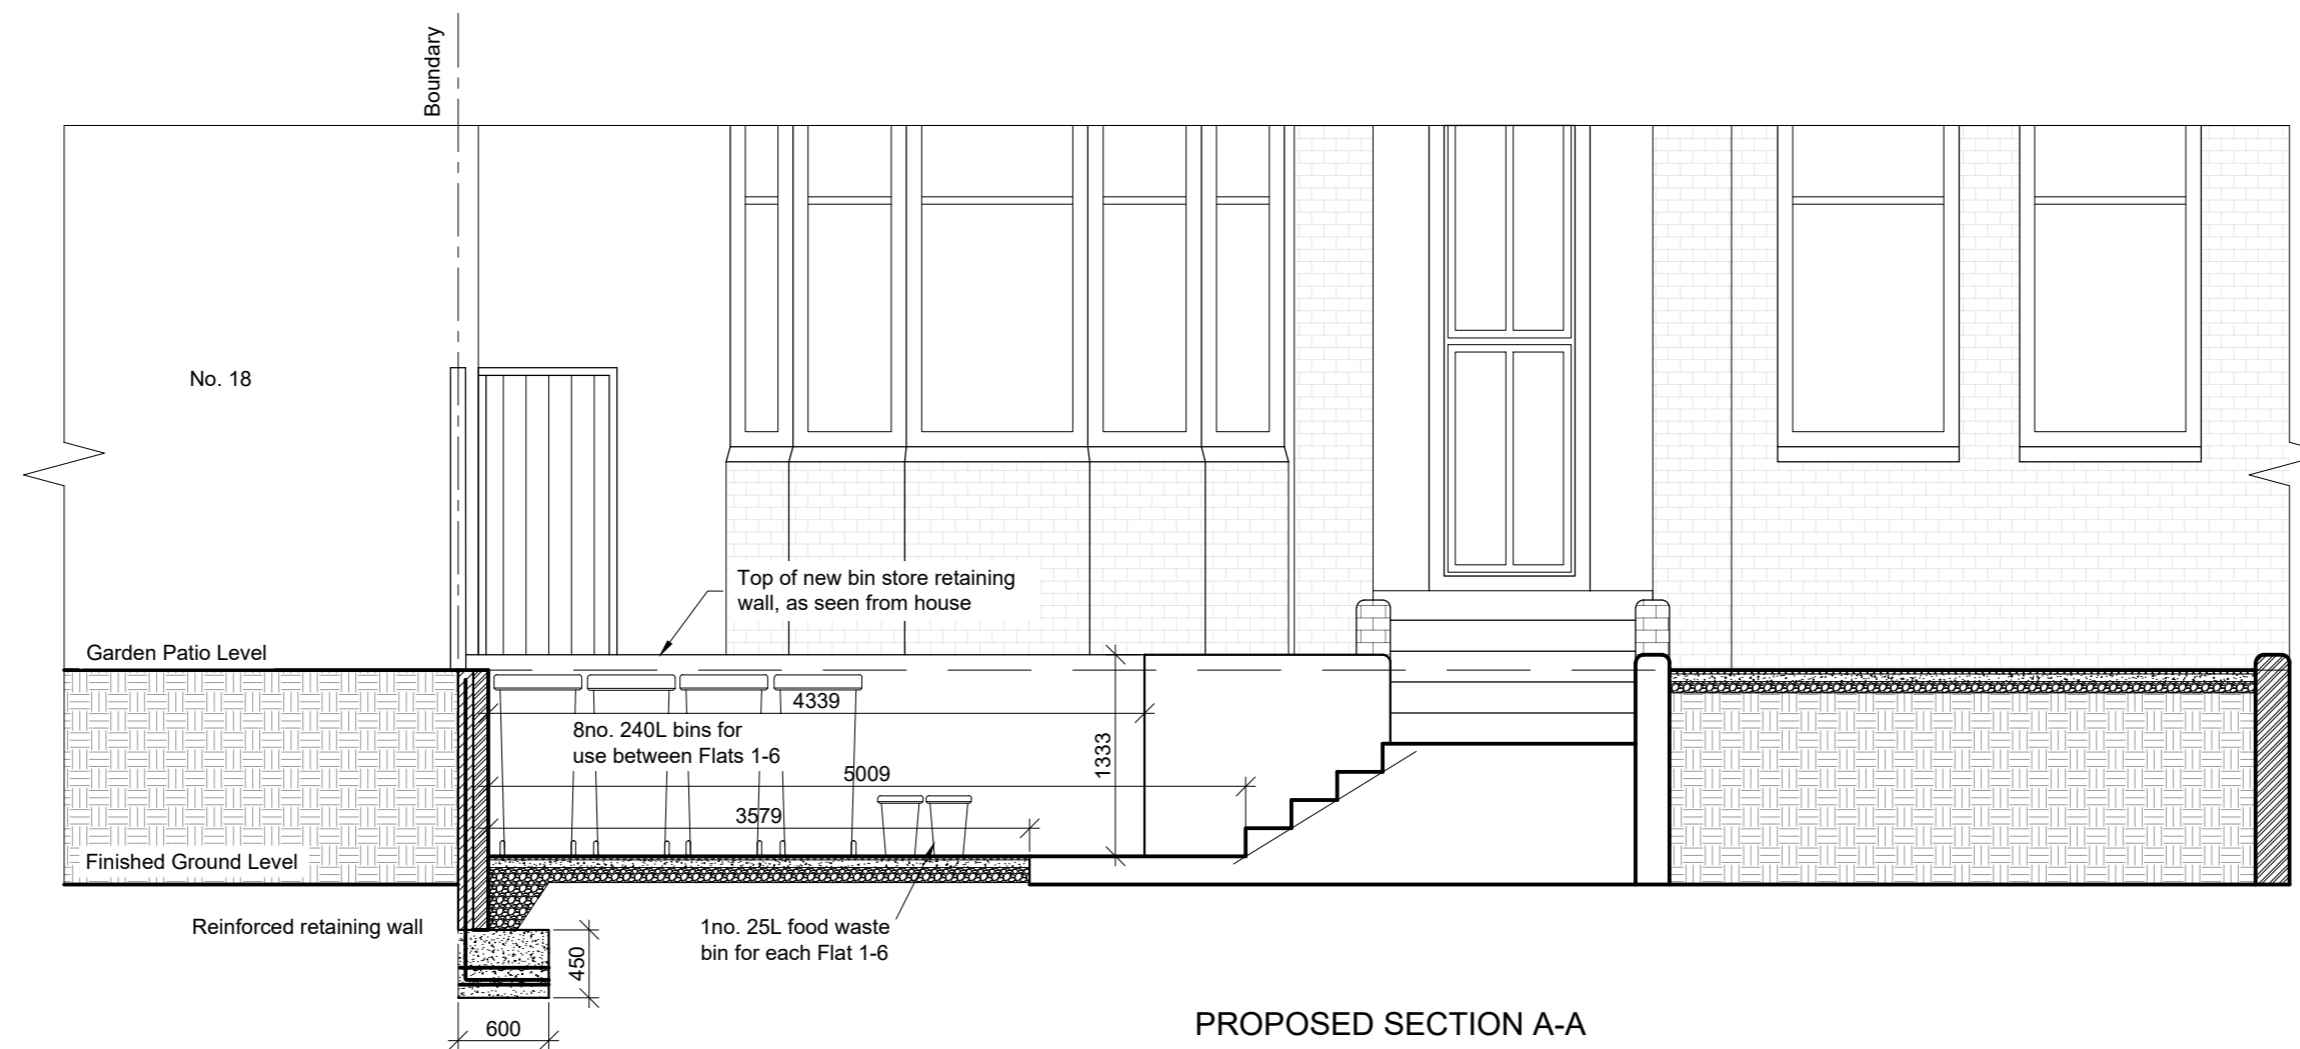 Boundary
No. 18
Top of new bin store retaining
wall, as seen from house
Garden Patio Level
4339
8no. 240L bins for
use between Flats 1-6
1333
5009
3579
Finished Ground Level
Reinforced retaining wall
1no. 25L food waste
bin for each Flat 1-6
450
600
PROPOSED SECTION A-A